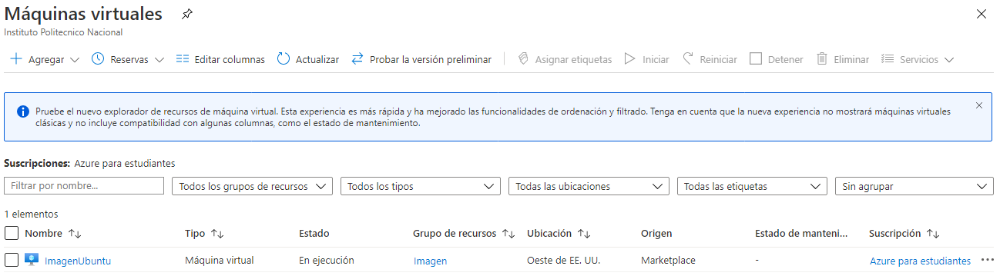 Máquinas virtuales
Instituto Politecnico Nacional
Agregar Reservas Editar columnas Actualizar Probar la versión preliminar Asignar etiquetas Iniciar Reiniciar Detener Eliminar Servicios
Pruebe el nuevo explorador de recursos de máquina virtual. Esta experiencia es más rápida y ha mejorado las funcionalidades de ordenación y filtrado. Tenga en cuenta que la nueva experiencia no mostrará máquinas virtuales
clásicas y no incluye compatibilidad con algunas columnas, como el estado de mantenimiento.
Suscripciones: Azure para estudiantes
Filtrar por nombre... Todos los grupos de recursos Todos los tipos Todas las ubicaciones Todas las etiquetas Sin agrupar
1 elementos
Nombre Tipo Estado Grupo de recursos Ubicación Origen Estado de manteni... Suscripción
ImagenUbuntu Máquina virtual En ejecución Imagen Oeste de EE. UU. Marketplace - Azure para estudiantes